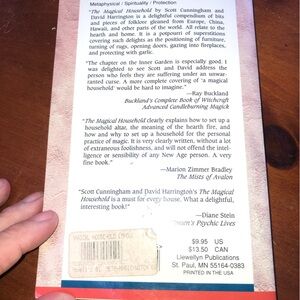 Metaphysical / Spirituality / Protection
"The Magical Household by Scott Cunningham and
David Harrington is a delightful compendium of bits
and pieces of folklore gleaned from Europe, China,
Hawaii, and other parts of the world. All relate to the
hearth and home. It is a potpourri of superstitions
covering such delights as the positioning of furniture,
turning of rugs, opening doors, gazing into fireplaces,
and protecting with garlic.
"The chapter on the Inner Garden is especially good. I
was delighted to see Scott and David address the
person who feels they are suffering under an unwar-
ranted curse. A more complete covering of 'a magical
household' would be hard to imagine."
—Ray Buckland
Buckland's Complete Book of Witchcraft
Advanced Candleburning Magick
"The Magical Household clearly explains how to set up a
household altar, the meaning of the hearth fire, and
how and why to set up a household for the personal
practice of magic. It is very clearly written, without a lot
of extraneous foolishness, and will not offend the intel-
ligence or sensibility of any New Age person. A very
fine book."
—Marion Zimmer Bradley
The Mists of Avalon
"Scott Cunningham and David Harrington's The Magical
Household is a must for every house. What a delightful,
interesting book!"
—Diane Stein
Women's Psychic Lives
MAGICAL HOUSEHOLD
$9.95 US
$13.50 CAN
Llewellyn Publications
St. Paul, MN 55164-0383
PRINTED IN THE USA